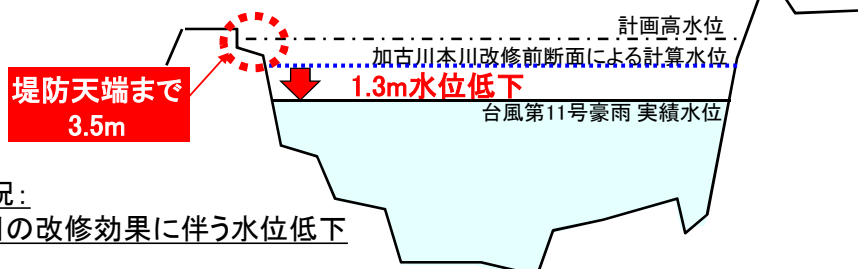 計画高水位
加古川本川改修前断面による計算水位
堤防天端まで
3.5m
1.3m水位低下
台風第11号豪雨 実績水位
況：
の改修効果に伴う水位低下